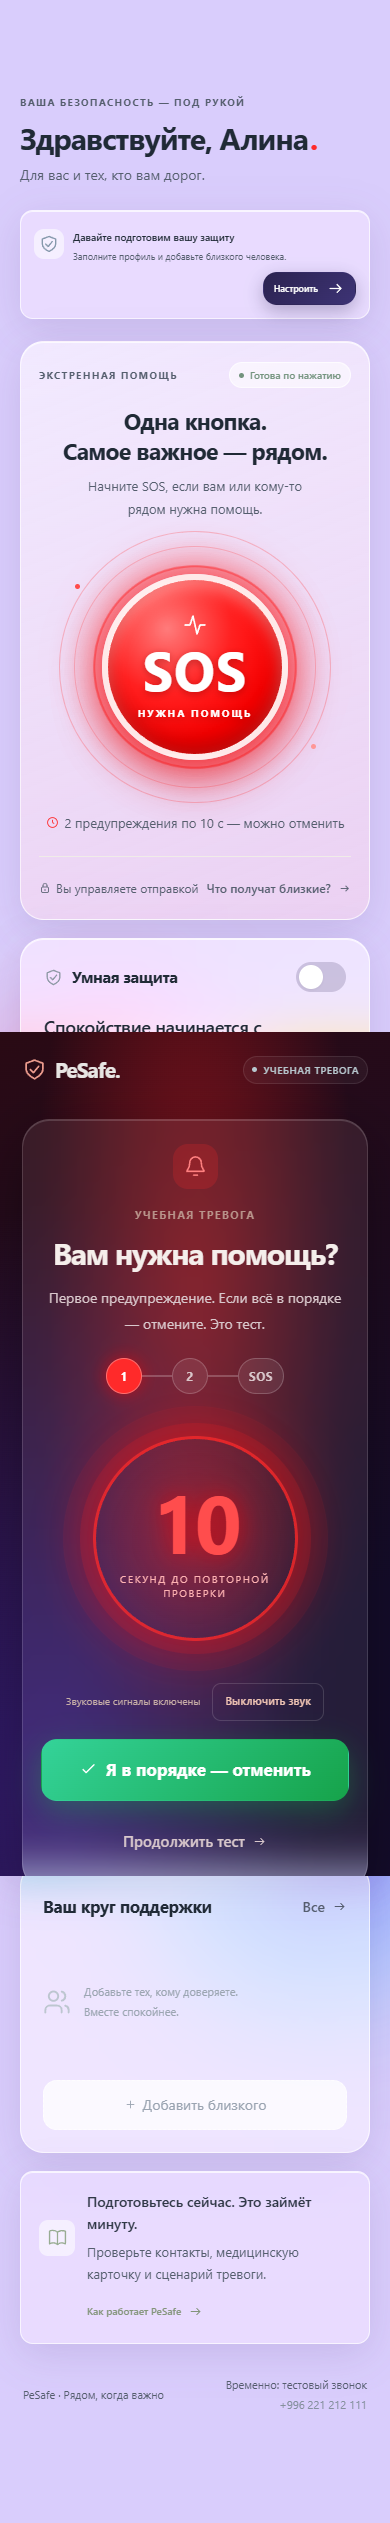 ВАША БЕЗОПАСНОСТЬ — ПОД РУКОЙ
Здравствуйте, Алина.
Для вас и тех, кто вам дорог.
Давайте подготовим вашу защиту
Заполните профиль и добавьте близкого человека.
Настроить →
ЭКСТРЕННАЯ ПОМОЩЬ
Готова по нажатию
Одна кнопка.
Самое важное — рядом.
Начните SOS, если вам или кому-то
рядом нужна помощь.
SOS
НУЖНА ПОМОЩЬ
2 предупреждения по 10 с — можно отменить
Вы управляете отправкой
Что получат близкие? →
Умная защита
Спокойствие начинается с
PeSafe.
УЧЕБНАЯ ТРЕВОГА
УЧЕБНАЯ ТРЕВОГА
Вам нужна помощь?
Первое предупреждение. Если всё в порядке
— отмените. Это тест.
1
2
SOS
10
СЕКУНД ДО ПОВТОРНОЙ
ПРОВЕРКИ
Звуковые сигналы включены
Выключить звук
Я в порядке — отменить
Продолжить тест →
Ваш круг поддержки
Все →
Добавьте тех, кому доверяете.
Вместе спокойнее.
+ Добавить близкого
Подготовьтесь сейчас. Это займёт
минуту.
Проверьте контакты, медицинскую
карточку и сценарий тревоги.
Как работает PeSafe →
PeSafe · Рядом, когда важно
Временно: тестовый звонок
+996 221 212 111